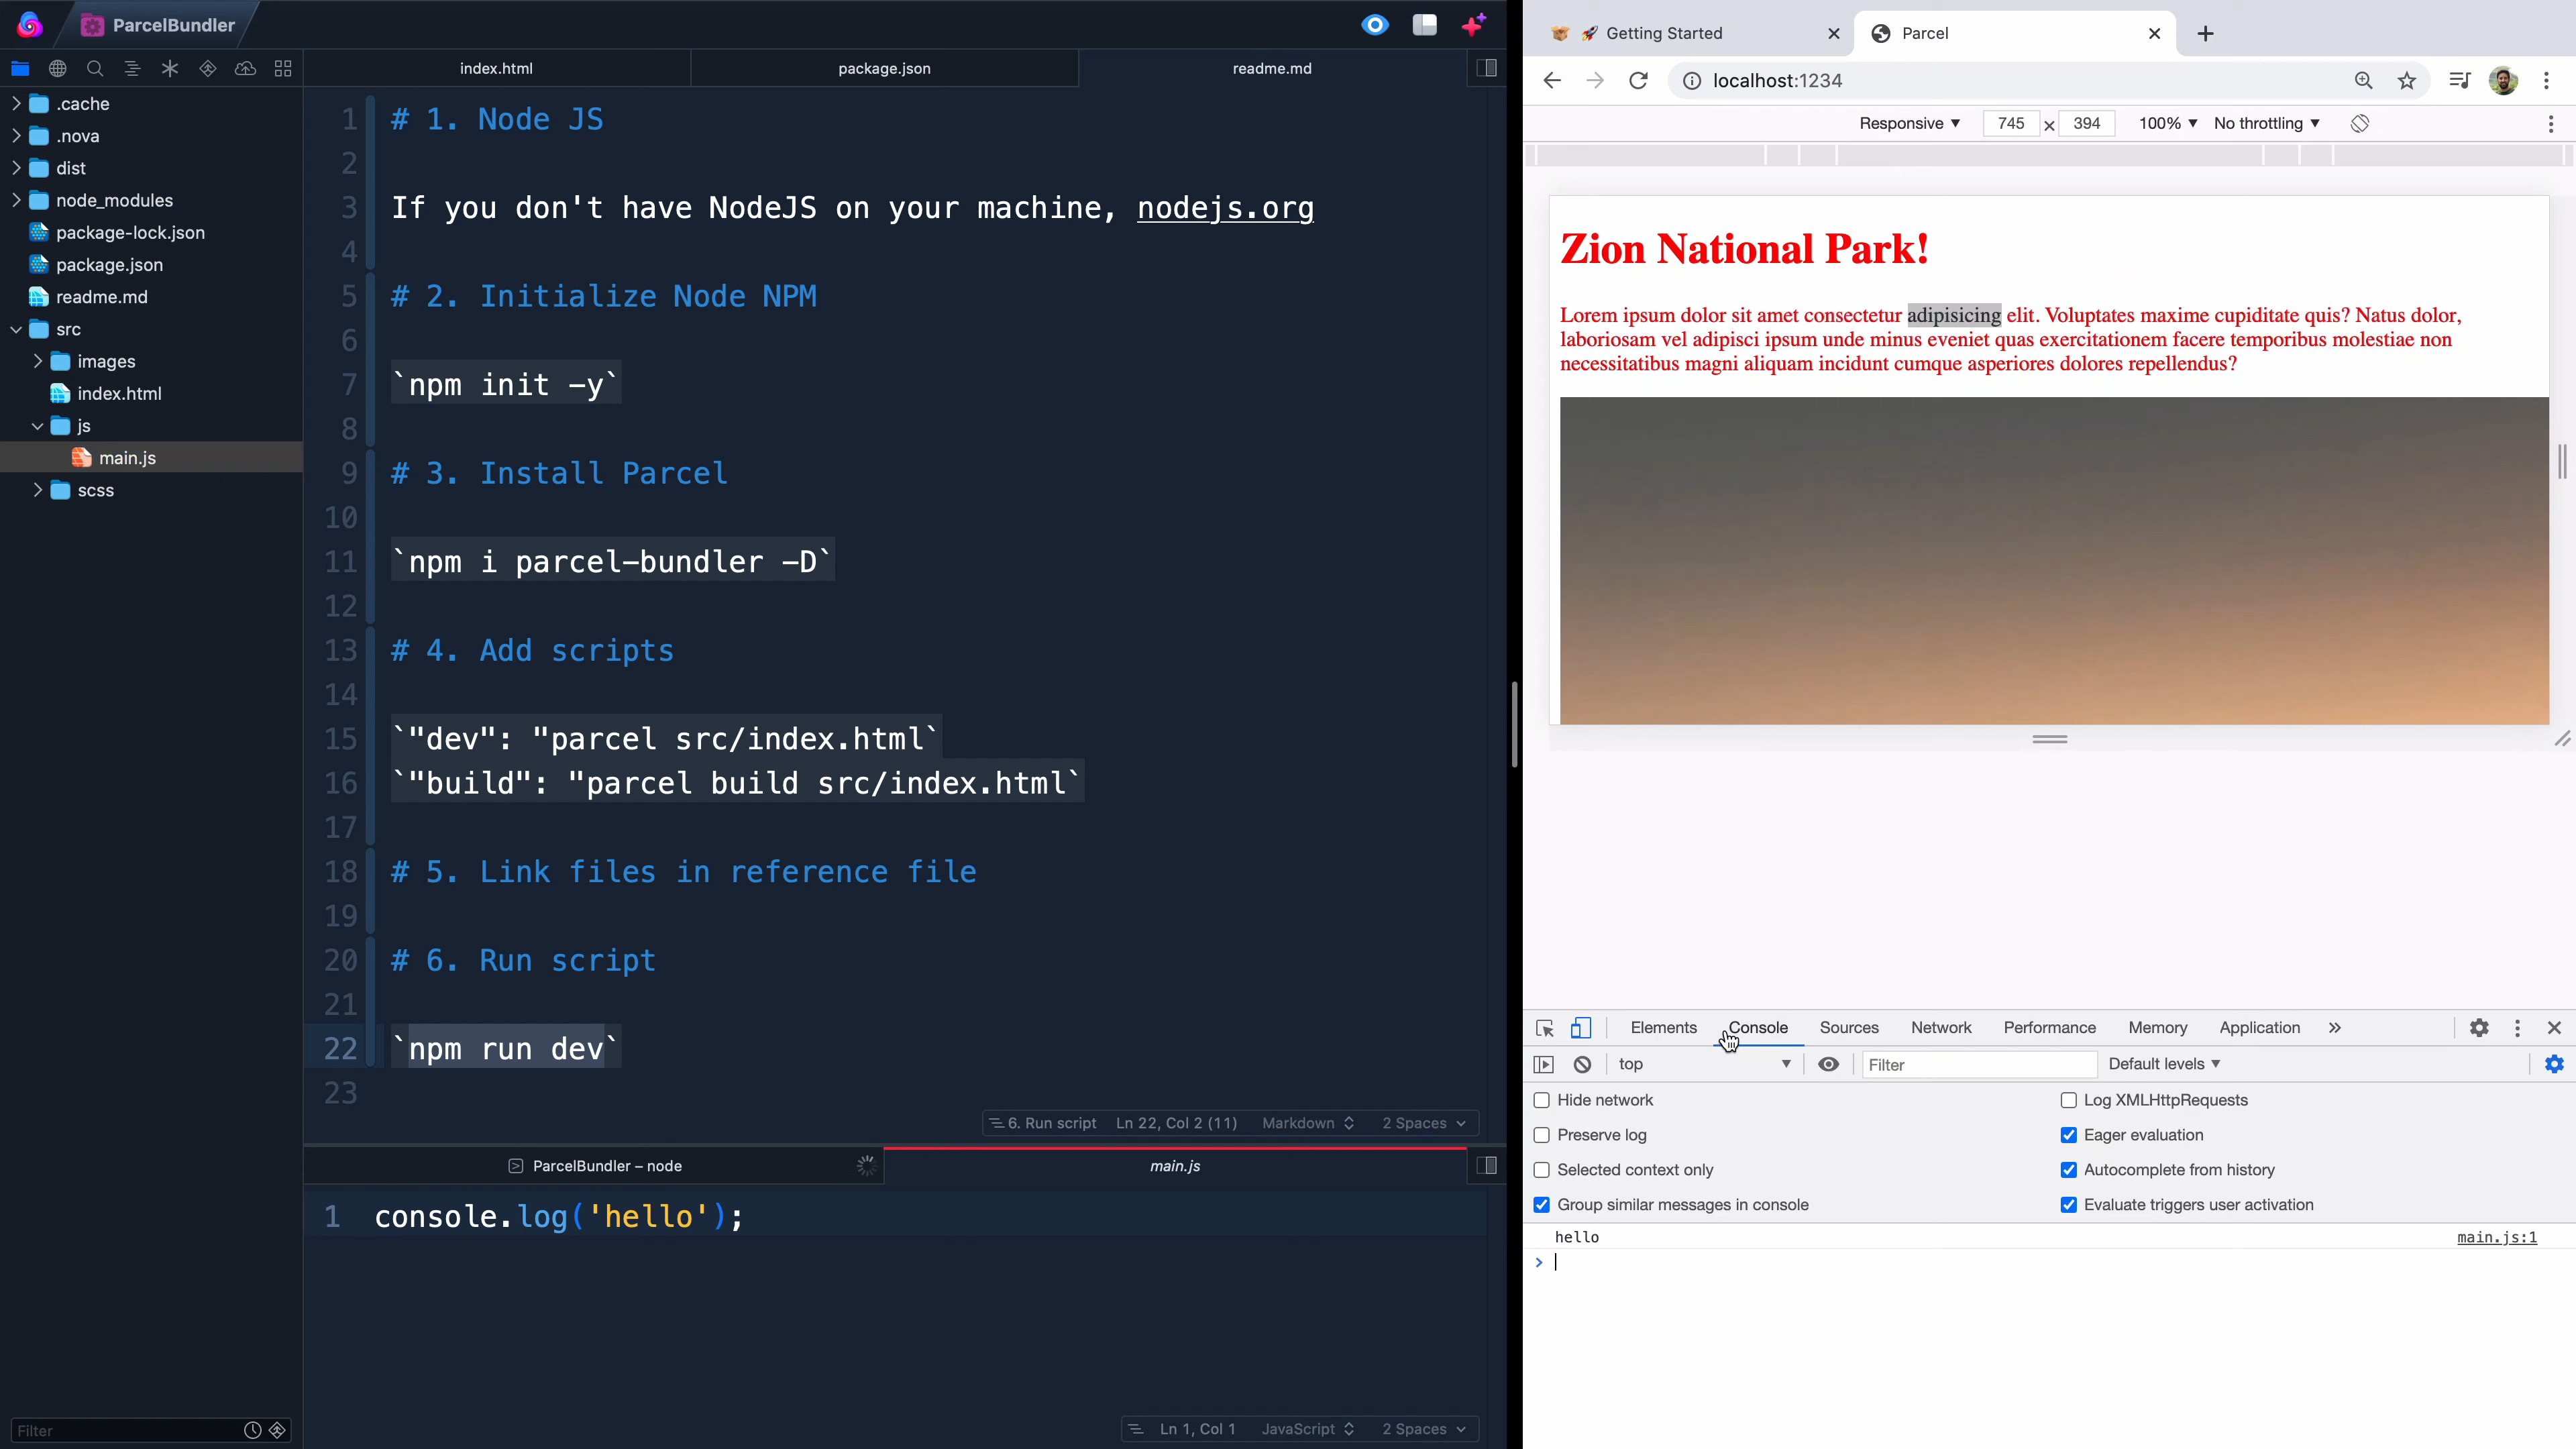 ParcelBundler
index.html
package.json
readme.md
.cache
.nova
dist
node_modules
package-lock.json
package.json
readme.md
src
images
index.html
js
main.js
scss
Filter
1 # 1. Node JS
2
3 If you don't have NodeJS on your machine, nodejs.org
4
5 # 2. Initialize Node NPM
6
7 `npm init -y`
8
9 # 3. Install Parcel
10
11 `npm i parcel-bundler -D`
12
13 # 4. Add scripts
14
15 `"dev": "parcel src/index.html`
16 `"build": "parcel build src/index.html`
17
18 # 5. Link files in reference file
19
20 # 6. Run script
21
22 `npm run dev`
23
6. Run script Ln 22, Col 2 (11) Markdown 2 Spaces
ParcelBundler – node
main.js
1 console.log('hello');
Ln 1, Col 1 JavaScript 2 Spaces
Getting Started
Parcel
localhost:1234
Responsive 745 × 394 100% No throttling
Zion National Park!
Lorem ipsum dolor sit amet consectetur adipisicing elit. Voluptates maxime cupiditate quis? Natus dolor,
laboriosam vel adipisci ipsum unde minus eveniet quas exercitationem facere temporibus molestiae non
necessitatibus magni aliquam incidunt cumque asperiores dolores repellendus?
Elements Console Sources Network Performance Memory Application »
top Filter Default levels
Hide network
Log XMLHttpRequests
Preserve log
Eager evaluation
Selected context only
Autocomplete from history
Group similar messages in console
Evaluate triggers user activation
hello main.js:1
>